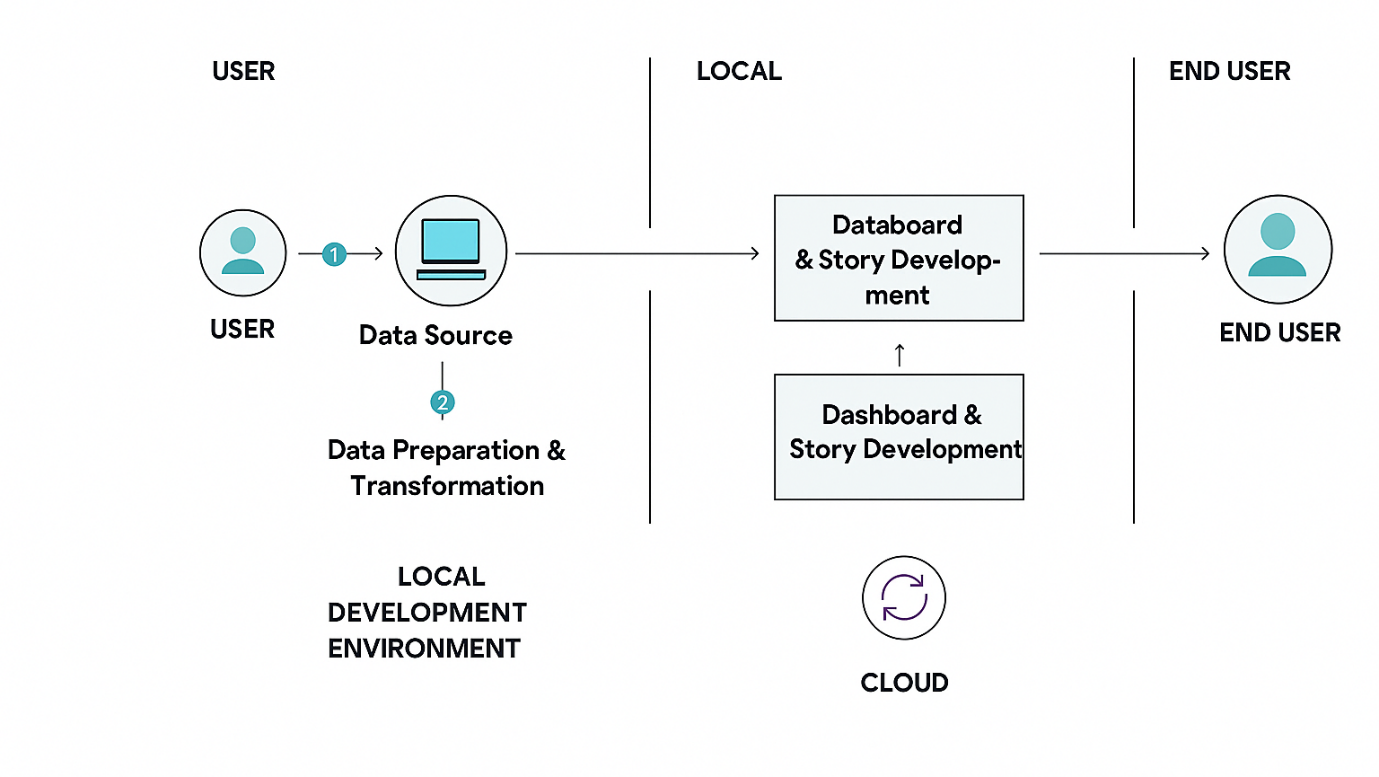 USER
LOCAL
END USER
1
Databoard
& Story Develop-
ment
USER
Data Source
END USER
2
Data Preparation &
Transformation
Dashboard &
Story Development
LOCAL
DEVELOPMENT
ENVIRONMENT
CLOUD